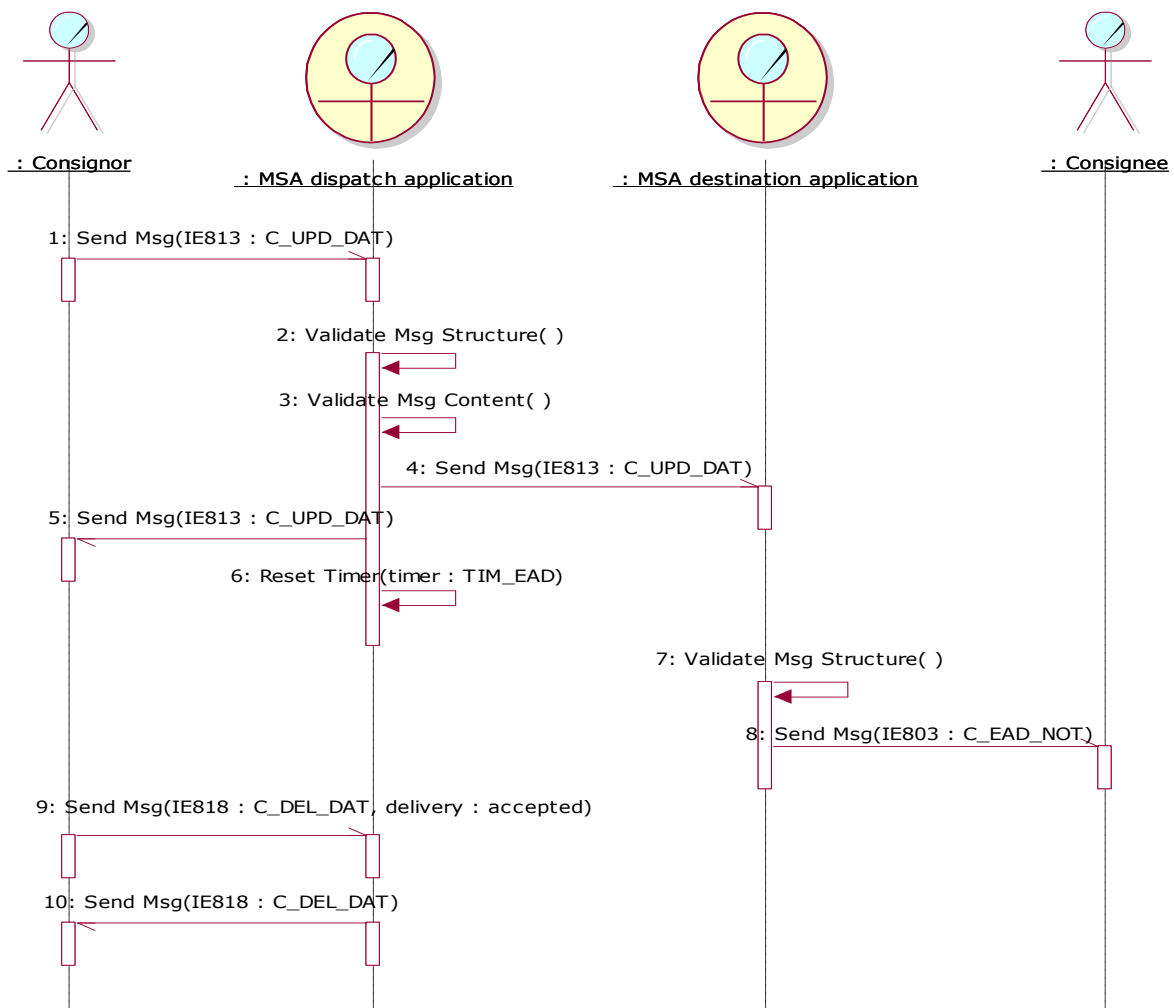 : Consignor
: MSA dispatch application
: MSA destination application
: Consignee
1: Send Msg(IE813 : C_UPD_DAT)
2: Validate Msg Structure( )
3: Validate Msg Content( )
4: Send Msg(IE813 : C_UPD_DAT)
5: Send Msg(IE813 : C_UPD_DAT)
6: Reset Timer(timer : TIM_EAD)
7: Validate Msg Structure( )
8: Send Msg(IE803 : C_EAD_NOT)
9: Send Msg(IE818 : C_DEL_DAT, delivery : accepted)
10: Send Msg(IE818 : C_DEL_DAT)